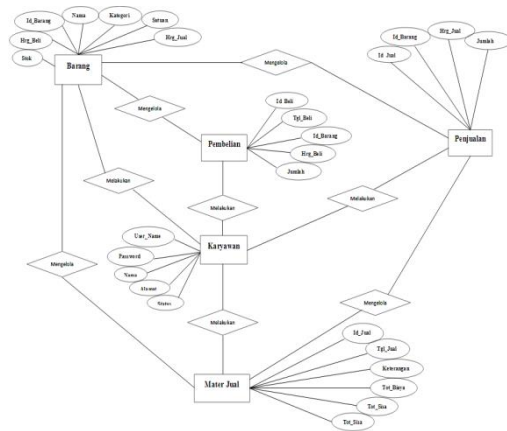 Nama
Kategori
Id_Barang
Satuan
Hrg_Beli
Hrg_Jual
Stok
Barang
Mengelola
Id_Barang
Hrg_Jual
Jumlah
Id_Jual
Penjualan
Mengelola
Id_Beli
Tgl_Beli
Id_Barang
Hrg_Beli
Jumlah
Pembelian
Melakukan
Melakukan
Melakukan
User_Name
Password
Nama
Alamat
Status
Karyawan
Mengelola
Melakukan
Mengelola
Id_Jual
Tgl_Jual
Keterangan
Tot_Biaya
Tot_Sisa
Tot_Sisa
Mater Jual